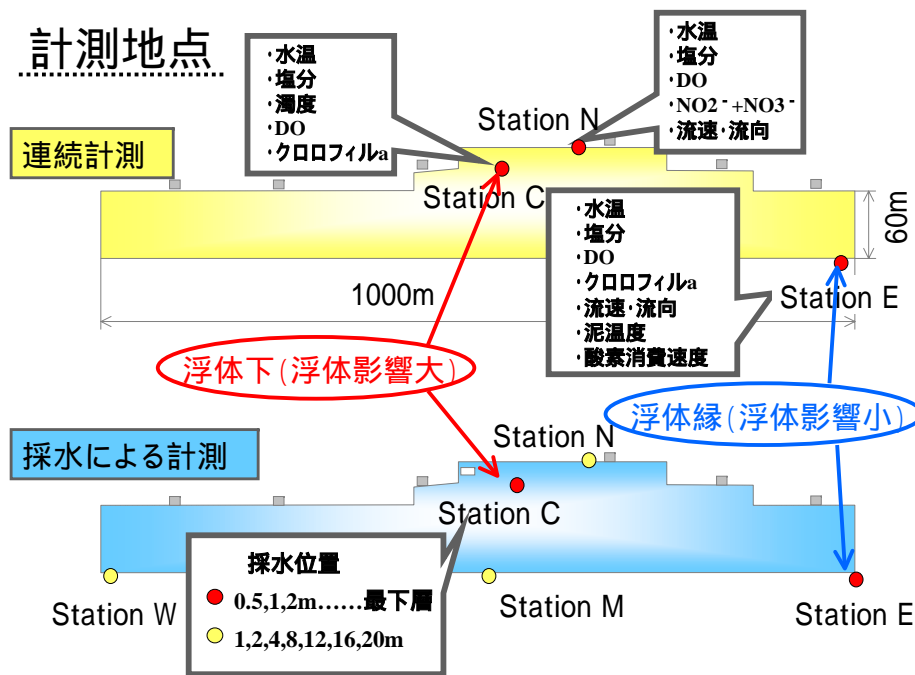 計測地点
・水温
・塩分
・濁度
・DO
・クロロフィルa
・水温
・塩分
・DO
・NO2⁻+NO3⁻
・流速・流向
Station N
連続計測
Station C
・水温
・塩分
・DO
・クロロフィルa
・流速・流向
・泥温度
・酸素消費速度
60m
1000m
Station E
浮体下(浮体影響大)
浮体縁(浮体影響小)
Station N
採水による計測
Station C
採水位置
0.5,1,2m……最下層
1,2,4,8,12,16,20m
Station W
Station M
Station E